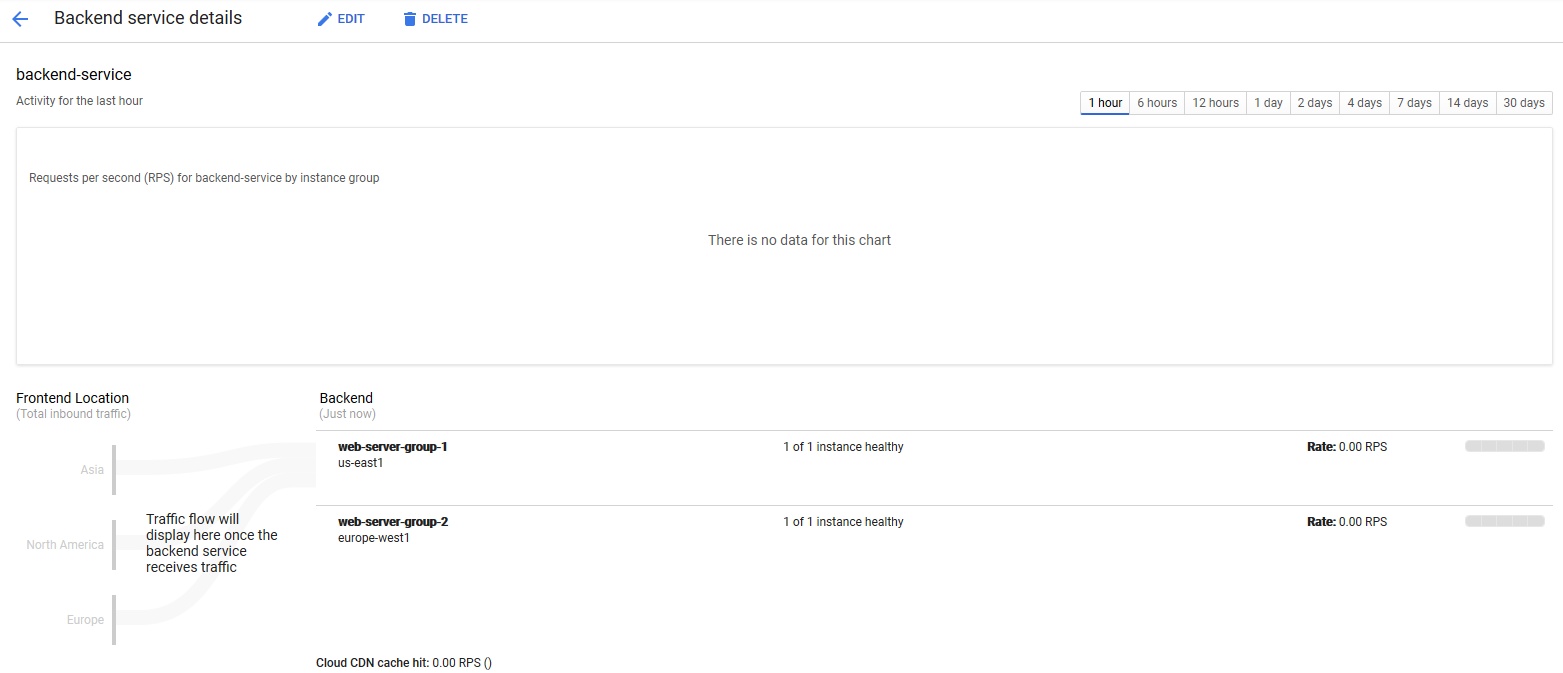 Backend service details EDIT DELETE
backend-service
Activity for the last hour
1 hour 6 hours 12 hours 1 day 2 days 4 days 7 days 14 days 30 days
Requests per second (RPS) for backend-service by instance group
There is no data for this chart
Frontend Location
(Total inbound traffic)
Asia
North America
Europe
Traffic flow will
display here once the
backend service
receives traffic
Backend
(Just now)
web-server-group-1 1 of 1 instance healthy Rate: 0.00 RPS
us-east1
web-server-group-2 1 of 1 instance healthy Rate: 0.00 RPS
europe-west1
Cloud CDN cache hit: 0.00 RPS ()